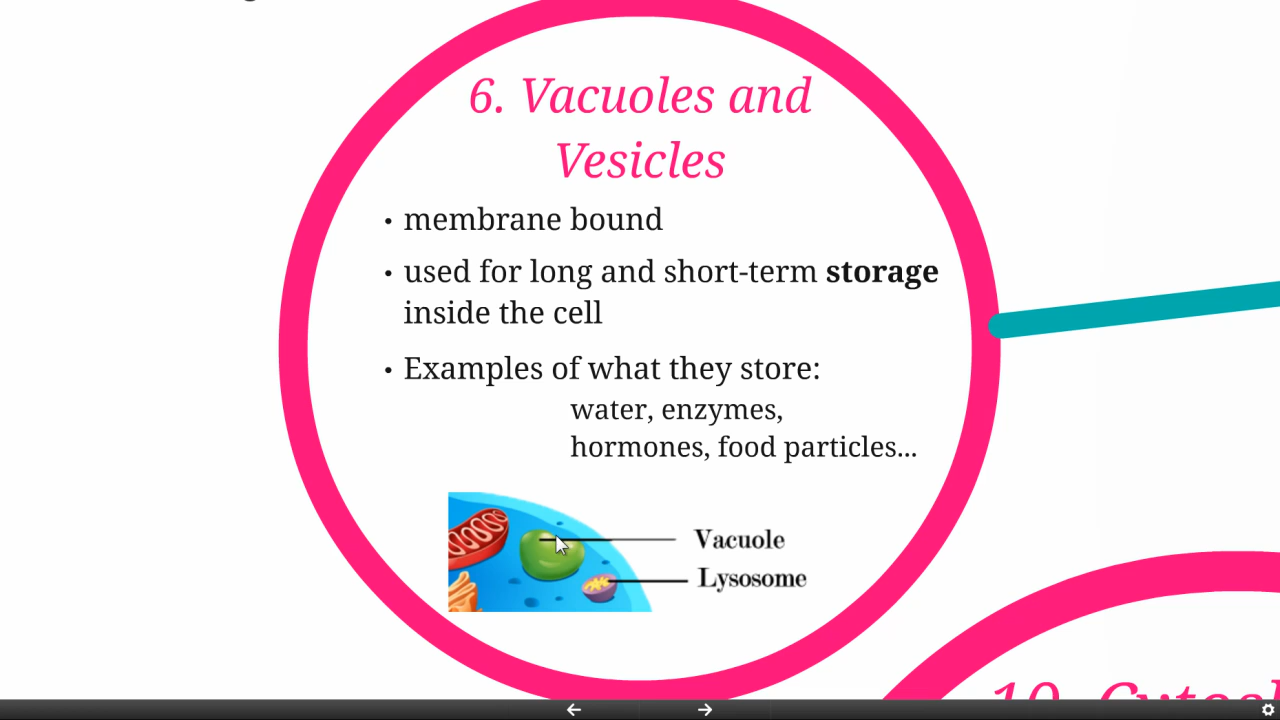 6. Vacuoles and
Vesicles
• membrane bound
• used for long and short-term storage
inside the cell
• Examples of what they store:
water, enzymes,
hormones, food particles...
Vacuole
Lysosome